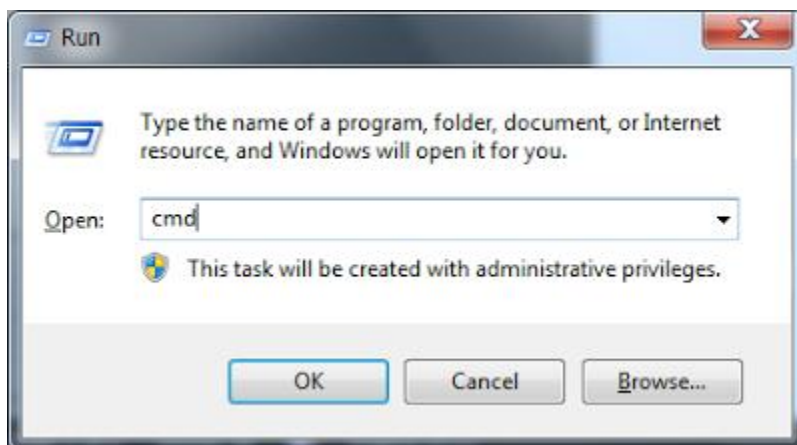 Run
Type the name of a program, folder, document, or Internet
resource, and Windows will open it for you.
Open: cmd
This task will be created with administrative privileges.
OK Cancel Browse...